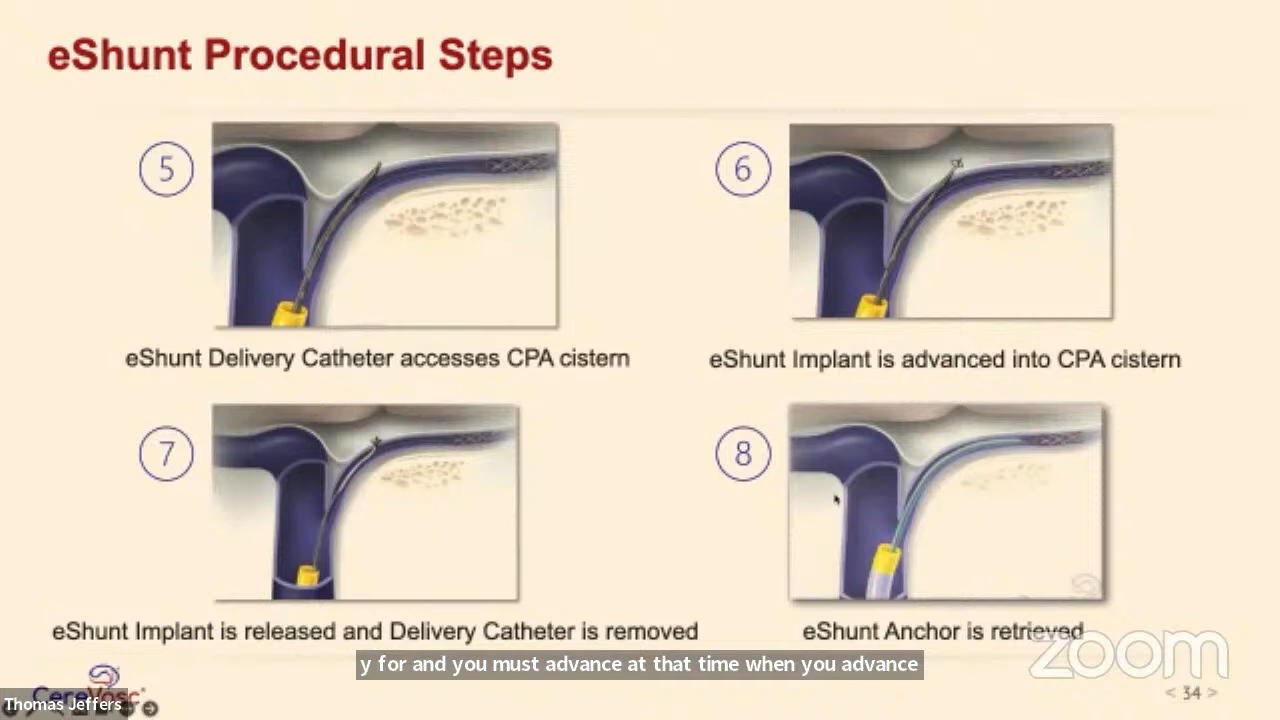 eShunt Procedural Steps
5
6
eShunt Delivery Catheter accesses CPA cistern
eShunt Implant is advanced into CPA cistern
7
8
eShunt Implant is released and Delivery Catheter is removed
eShunt Anchor is retrieved
zoom
y for and you must advance at that time when you advance
CereVasc
Thomas Jeffers
< 34 >